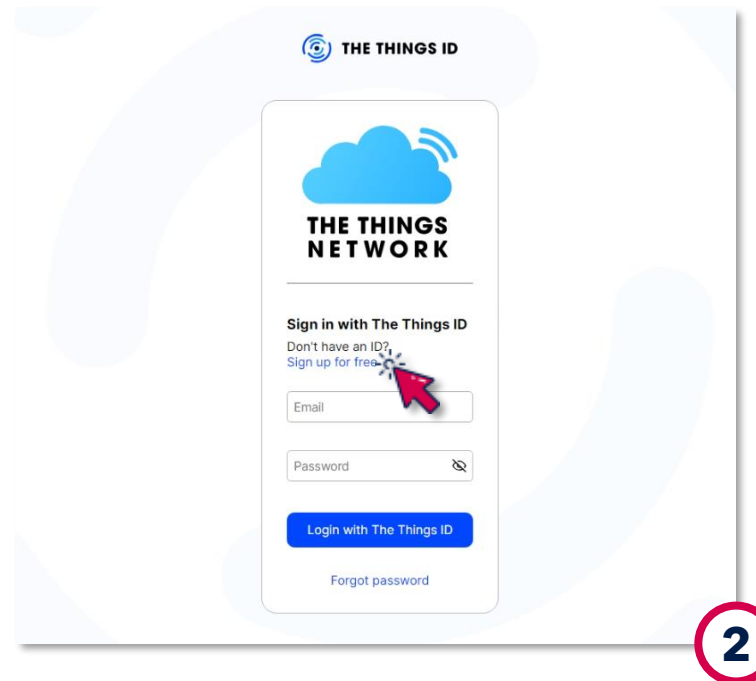 THE THINGS ID
THE THINGS
NETWORK
Sign in with The Things ID
Don't have an ID?
Sign up for free
Email
Password
Login with The Things ID
Forgot password
2